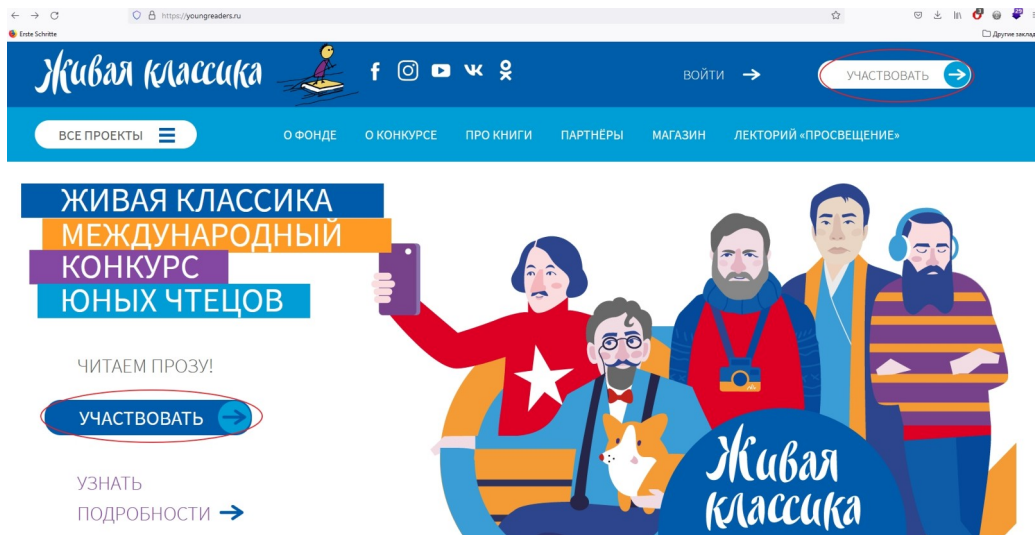 https://youngreaders.ru
Erste Schritte
Другие заклад
Живая классика
ВОЙТИ
УЧАСТВОВАТЬ
ВСЕ ПРОЕКТЫ
О ФОНДЕ
О КОНКУРСЕ
ПРО КНИГИ
ПАРТНЁРЫ
МАГАЗИН
ЛЕКТОРИЙ «ПРОСВЕЩЕНИЕ»
ЖИВАЯ КЛАССИКА
МЕЖДУНАРОДНЫЙ
КОНКУРС
ЮНЫХ ЧТЕЦОВ
ЧИТАЕМ ПРОЗУ!
УЧАСТВОВАТЬ
УЗНАТЬ
ПОДРОБНОСТИ
Живая
классика